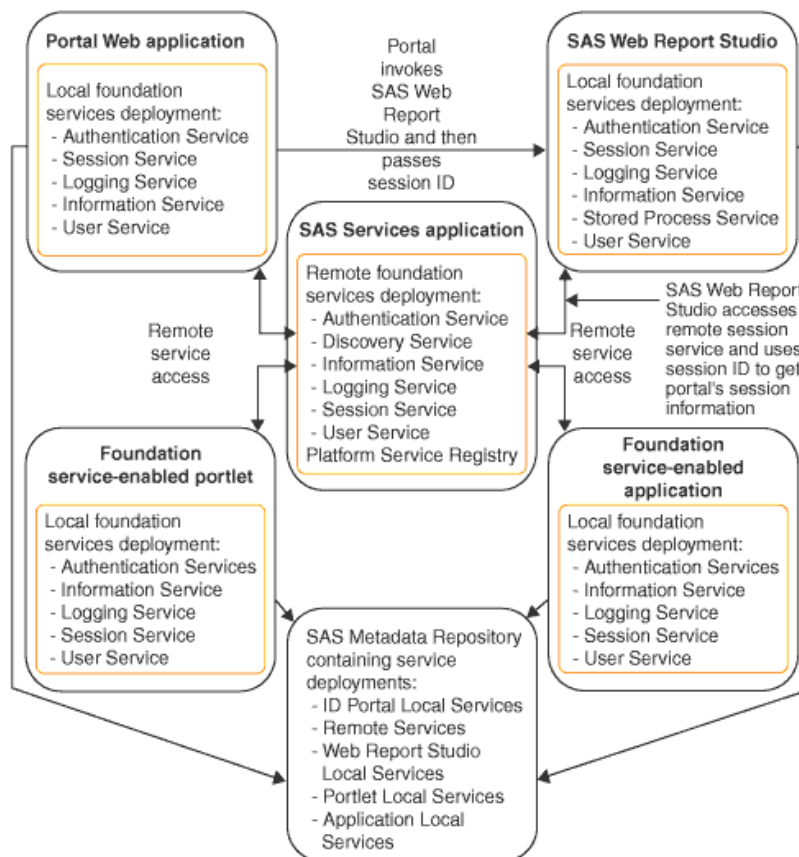 Portal Web application
Local foundation
services deployment:
- Authentication Service
- Session Service
- Logging Service
- Information Service
- User Service
Portal
invokes
SAS Web
Report
Studio and then
passes
session ID
SAS Web Report Studio
Local foundation
services deployment:
- Authentication Service
- Session Service
- Logging Service
- Information Service
- Stored Process Service
- User Service
SAS Services application
Remote foundation
services deployment:
- Authentication Service
- Discovery Service
- Information Service
- Logging Service
- Session Service
- User Service
Platform Service Registry
Remote
service
access
Remote
service
access
SAS Web Report
Studio accesses
remote session
service and uses
session ID to get
portal's session
information
Foundation
service-enabled portlet
Local foundation
services deployment:
- Authentication Services
- Information Service
- Logging Service
- Session Service
- User Service
Foundation
service-enabled
application
Local foundation
services deployment:
- Authentication Services
- Information Service
- Logging Service
- Session Service
- User Service
SAS Metadata Repository
containing service
deployments:
- ID Portal Local Services
- Remote Services
- Web Report Studio
Local Services
- Portlet Local Services
- Application Local
Services